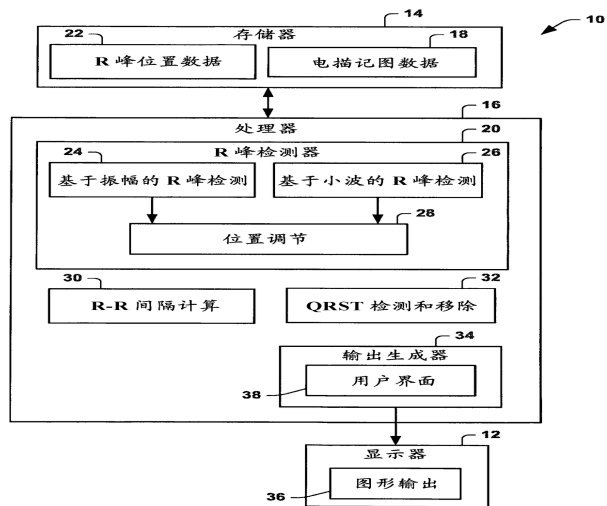 14
10
存储器
22
18
R 峰位置数据
电描记图数据
16
处理器
20
R 峰检测器
24
26
基于振幅的 R 峰检测
基于小波的 R 峰检测
28
位置调节
30
32
R-R 间隔计算
QRST 检测和移除
34
输出生成器
用户界面
38
12
显示器
图形输出
36